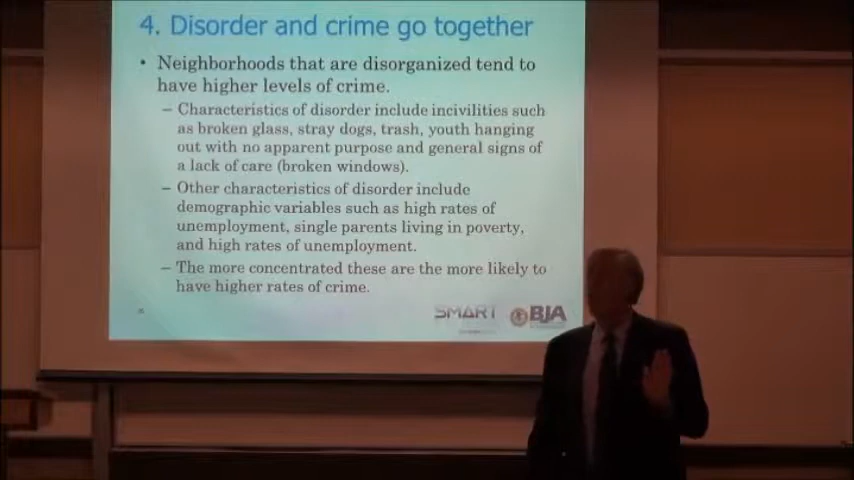 4. Disorder and crime go together
• Neighborhoods that are disorganized tend to
have higher levels of crime.
– Characteristics of disorder include incivilities such
as broken glass, stray dogs, trash, youth hanging
out with no apparent purpose and general signs of
a lack of care (broken windows).
– Other characteristics of disorder include
demographic variables such as high rates of
unemployment, single parents living in poverty,
and high rates of unemployment.
– The more concentrated these are the more likely to
have higher rates of crime.
SMART
BJA